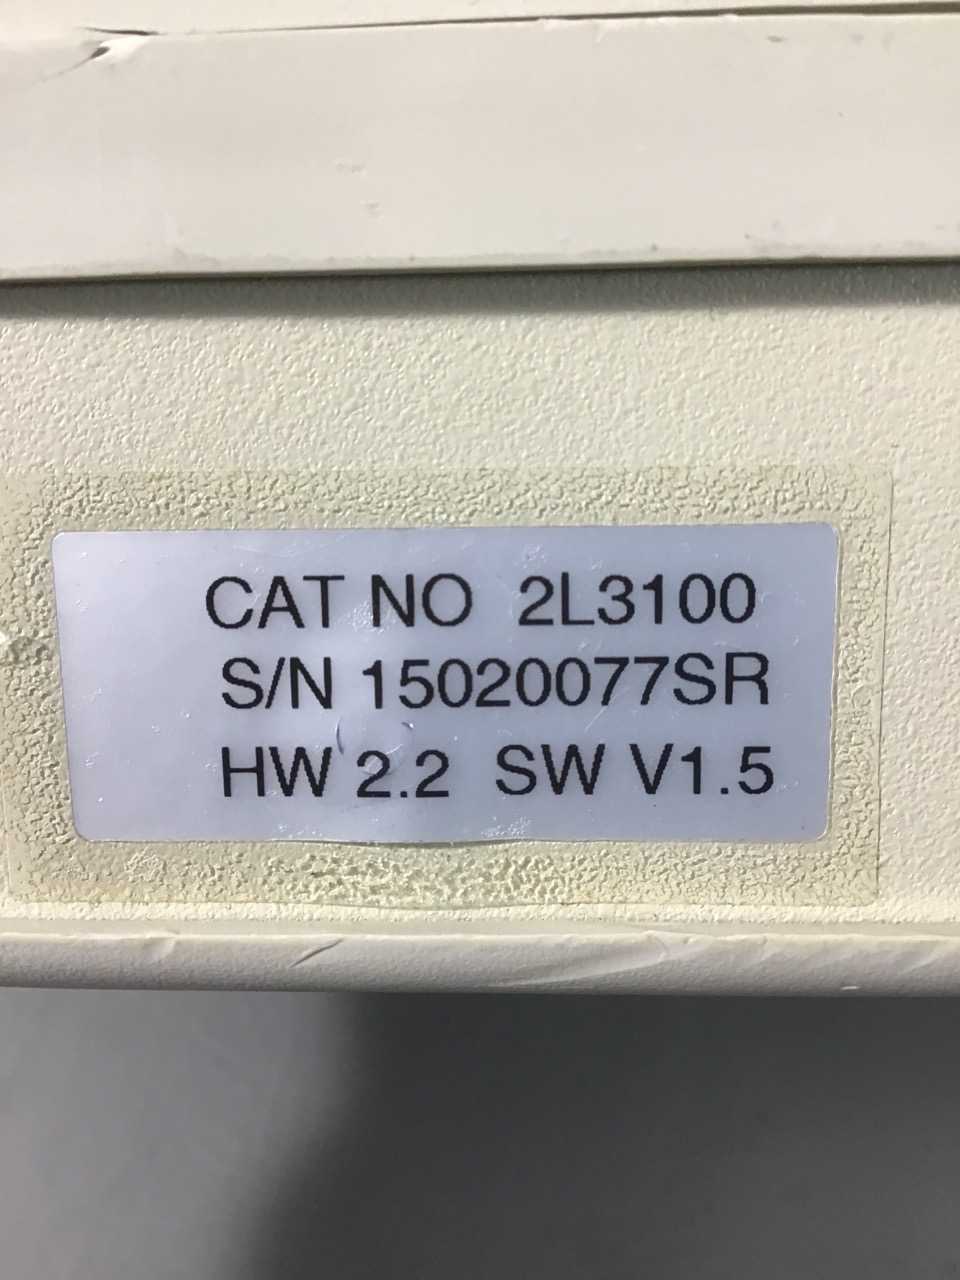 CAT NO 2L3100
S/N 15020077SR
HW 2.2 SW V1.5